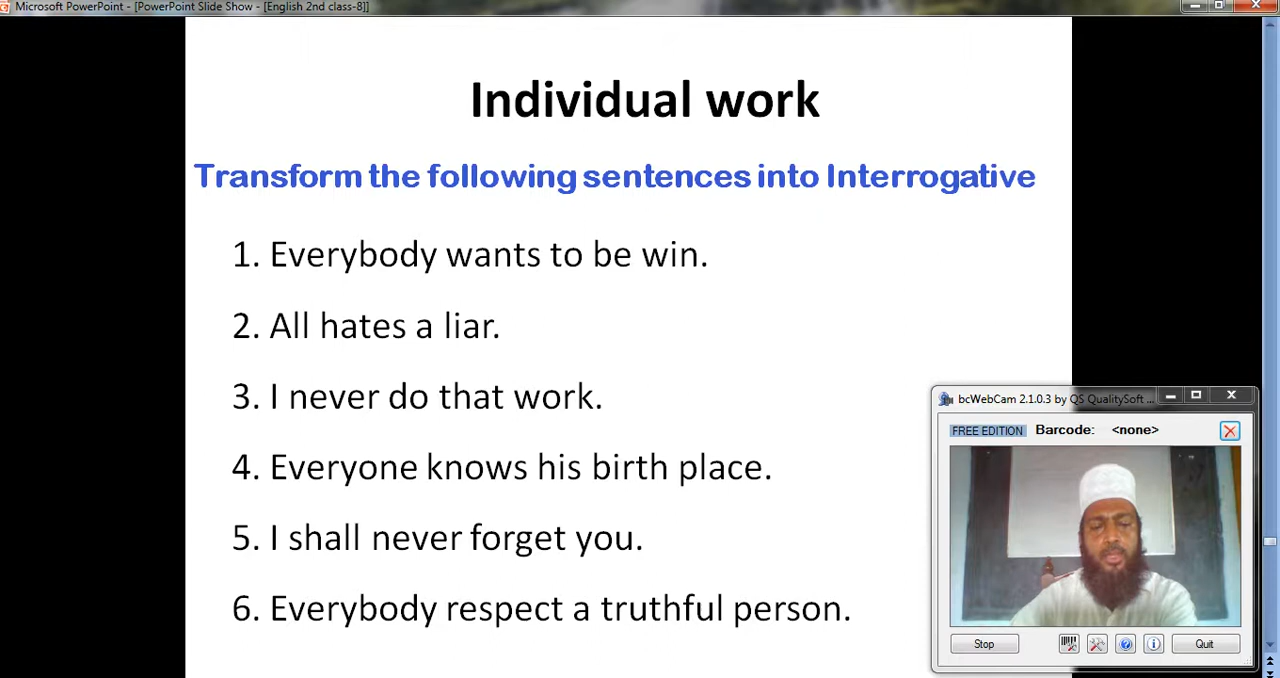 Microsoft PowerPoint - [PowerPoint Slide Show - [English 2nd class-8]]
Individual work
Transform the following sentences into Interrogative
1. Everybody wants to be win.
2. All hates a liar.
3. I never do that work.
4. Everyone knows his birth place.
5. I shall never forget you.
6. Everybody respect a truthful person.
bcWebCam 2.1.0.3 by QS QualitySoft ...
FREE EDITION Barcode: <none>
Stop Quit